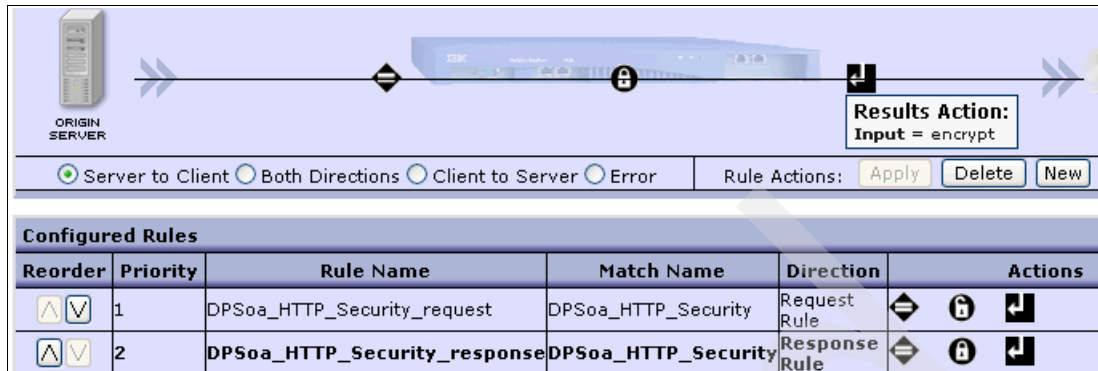 IBM
ORIGIN
SERVER
Results Action:
Input = encrypt
Server to Client Both Directions Client to Server Error Rule Actions: Apply Delete New
Configured Rules
Reorder Priority Rule Name Match Name Direction Actions
1 DPSoa_HTTP_Security_request DPSoa_HTTP_Security Request
Rule
2 DPSoa_HTTP_Security_response DPSoa_HTTP_Security Response
Rule